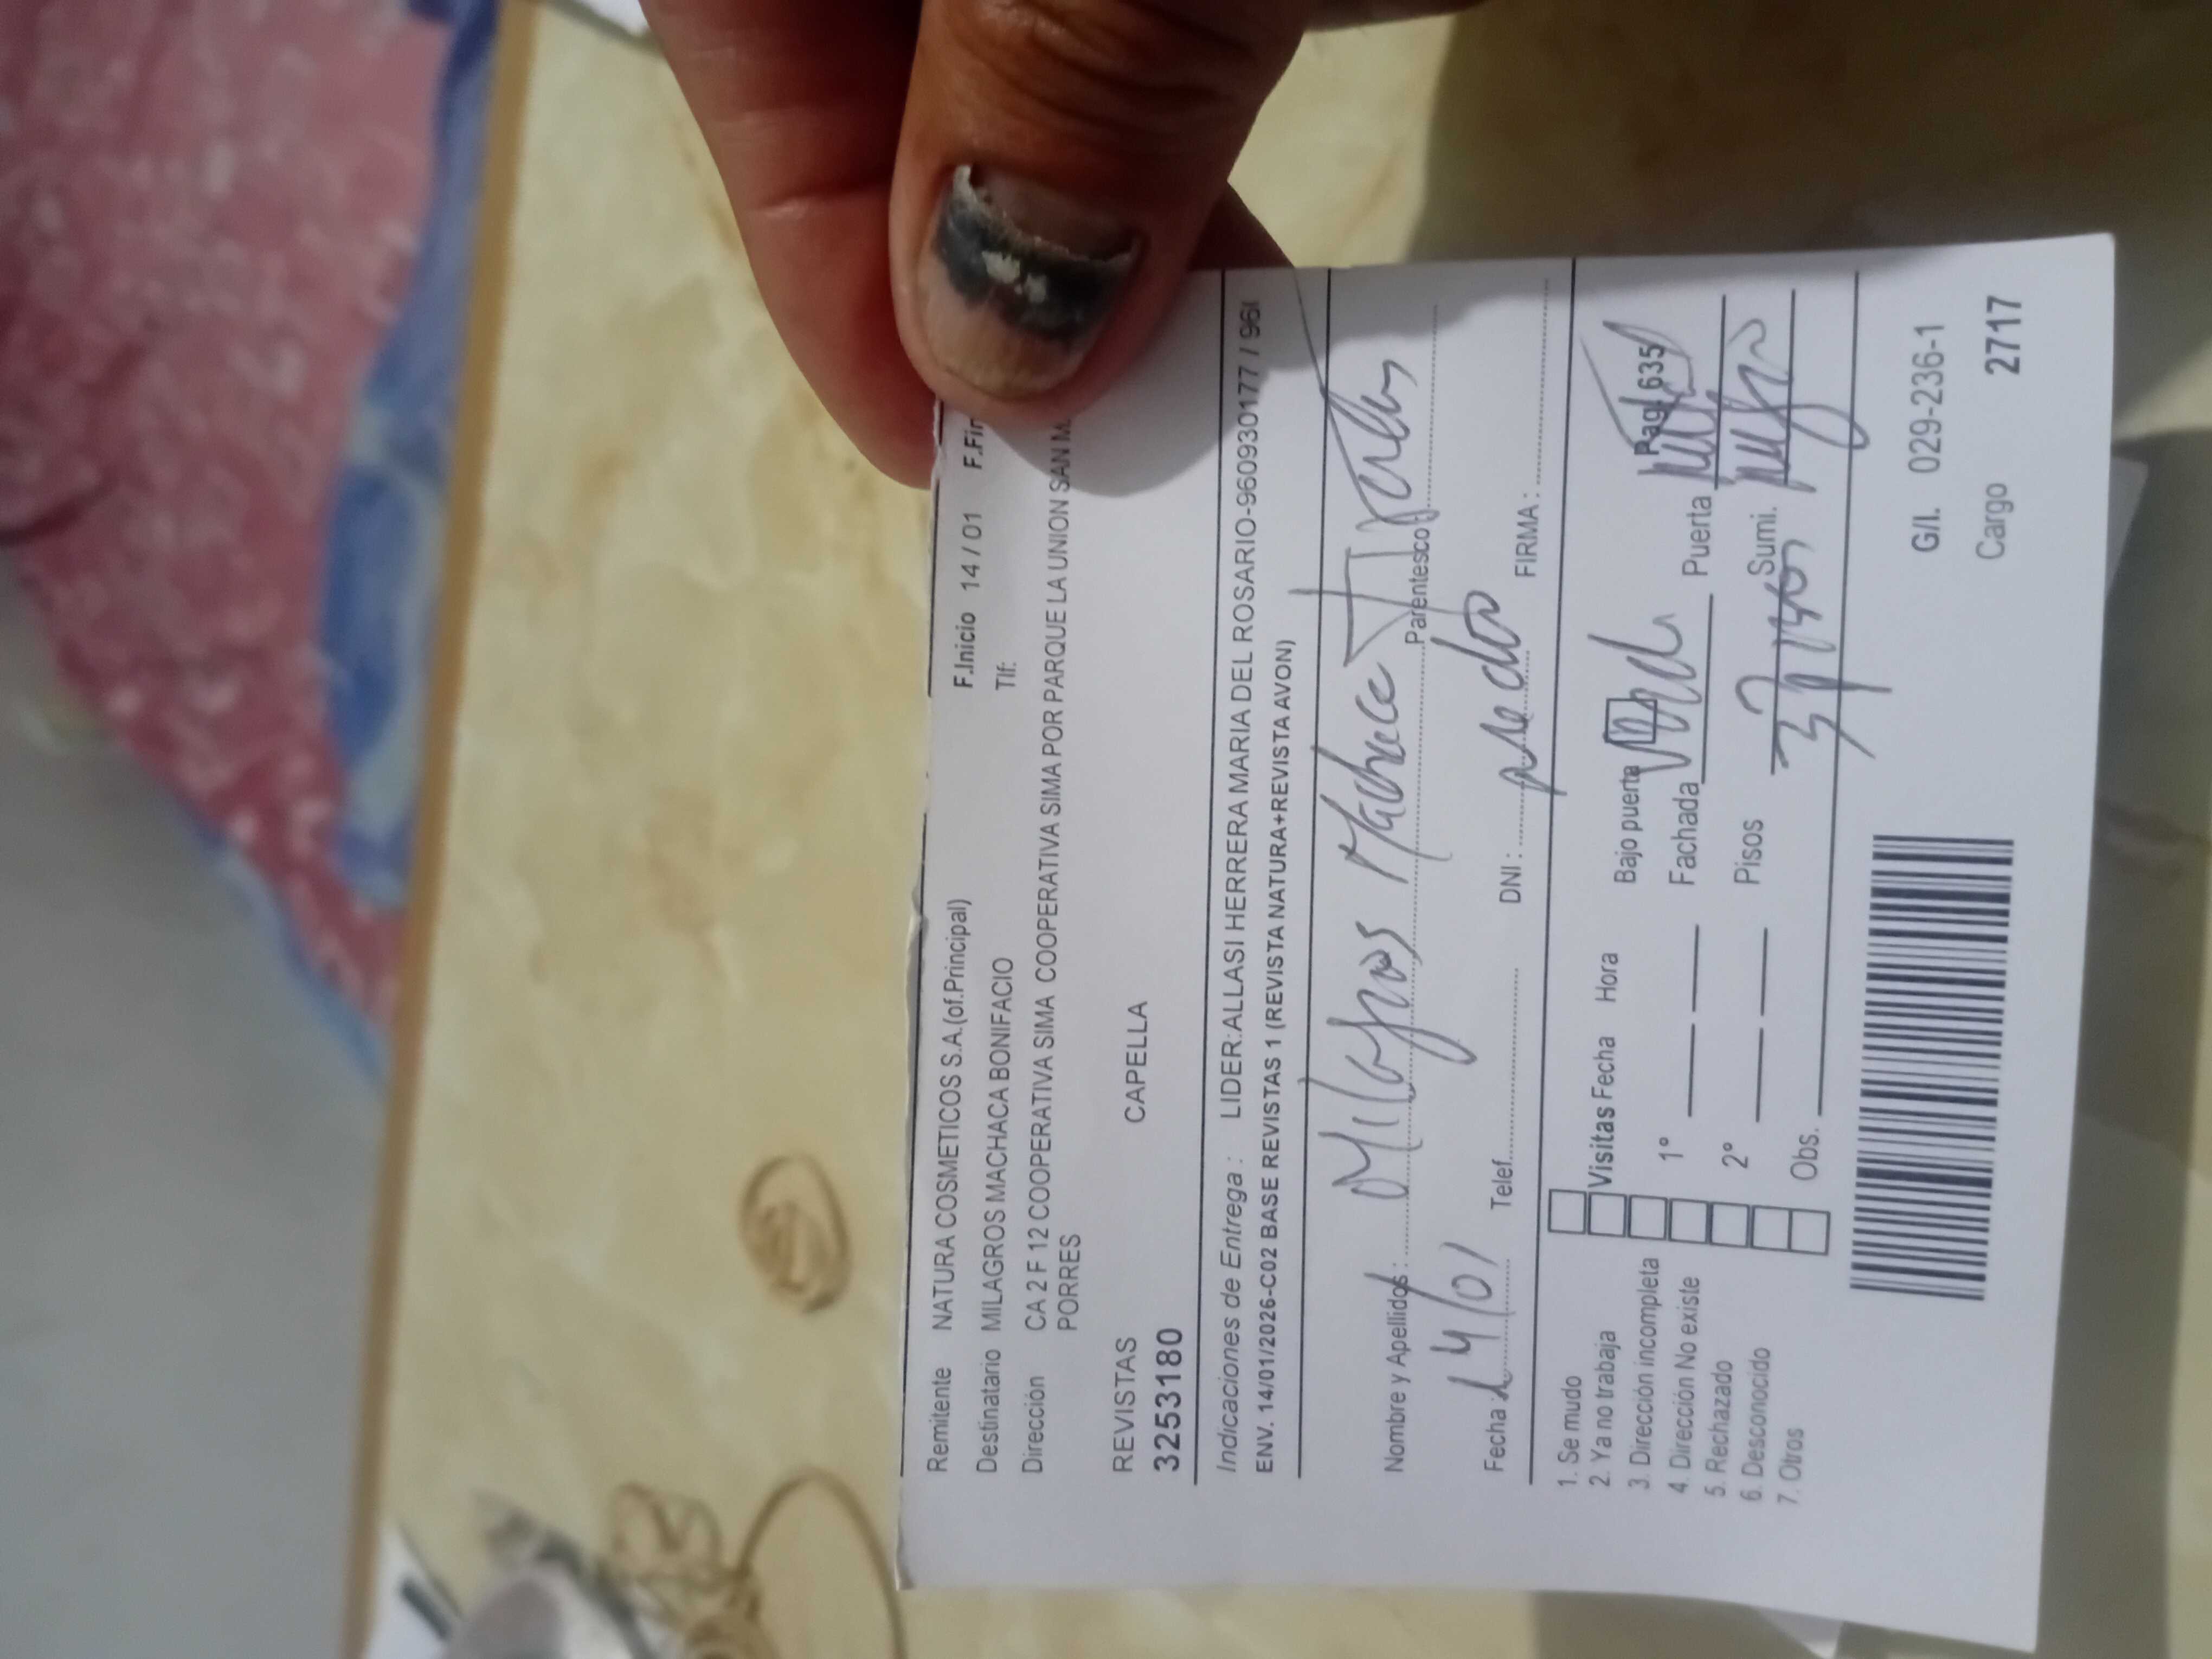 F.Inicio 14 / 01 F.Fin
Remitente NATURA COSMETICOS S.A.(of.Principal) Tlf:
Destinatario MILAGROS MACHACA BONIFACIO
Dirección CA 2 F 12 COOPERATIVA SIMA COOPERATIVA SIMA POR PARQUE LA UNION SAN M
PORRES
REVISTAS CAPELLA
3253180
Indicaciones de Entrega : LIDER:ALLASI HERRERA MARIA DEL ROSARIO-960930177 / 96
ENV. 14/01/2026-C02 BASE REVISTAS 1 (REVISTA NATURA+REVISTA AVON)
Nombre y Apellidos: Milagros Machaca Parentesco
Fecha 14/01 Telef. DNI: FIRMA:
1. Se mudo
2. Ya no trabaja Visitas Fecha Hora Bajo puerta Pag. 635
3. Dirección incompleta 1° Fachada Puerta
4. Dirección No existe
5. Rechazado 2° Pisos 3 Sumi.
6. Desconocido
7. Otros Obs.
G/I. 029-236-1
Cargo 2717